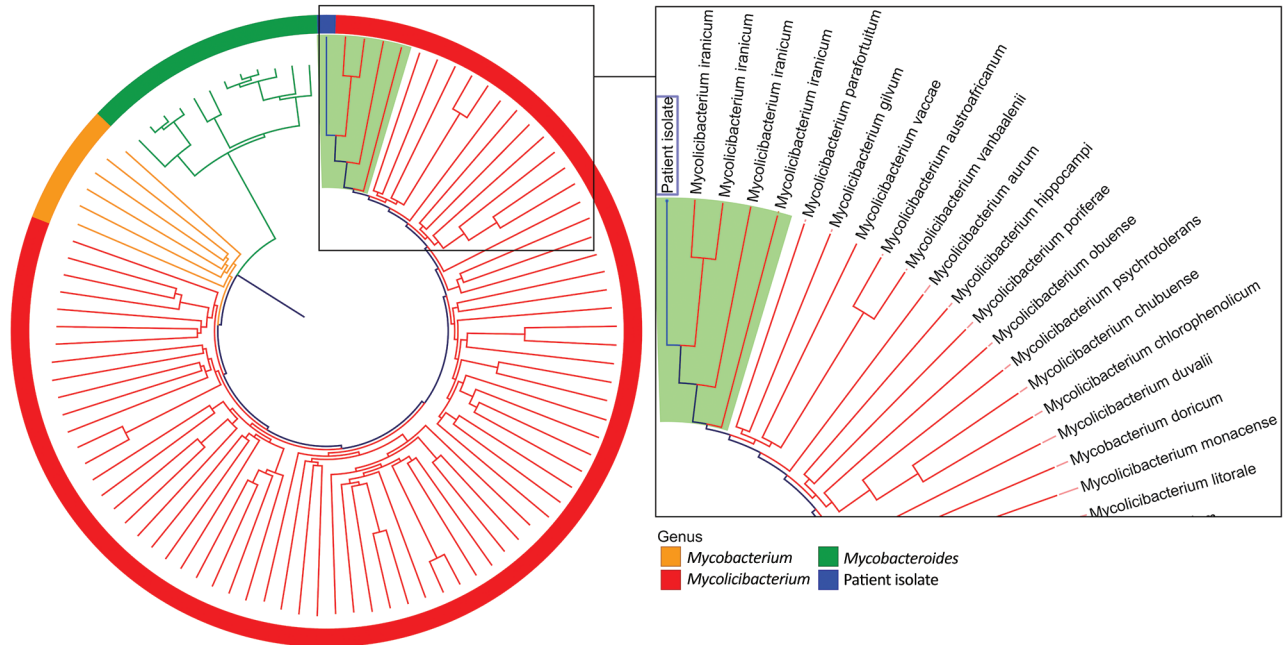 Patient isolate
Mycolicibacterium iranicum
Mycolicibacterium iranicum
Mycolicibacterium iranicum
Mycolicibacterium iranicum
Mycolicibacterium parafortuitum
Mycolicibacterium gilvum
Mycolicibacterium vaccae
Mycolicibacterium austroafricanum
Mycolicibacterium vanbaalenii
Mycolicibacterium aurum
Mycolicibacterium hippocampi
Mycolicibacterium poriferae
Mycolicibacterium obuense
Mycolicibacterium psychrotolerans
Mycolicibacterium chubuense
Mycolicibacterium chlorophenolicum
Mycolicibacterium duvalii
Mycobacterium doricum
Mycolicibacterium monacense
Mycolicibacterium litorale
Genus
Mycobacterium
Mycobacteroides
Mycolicibacterium
Patient isolate